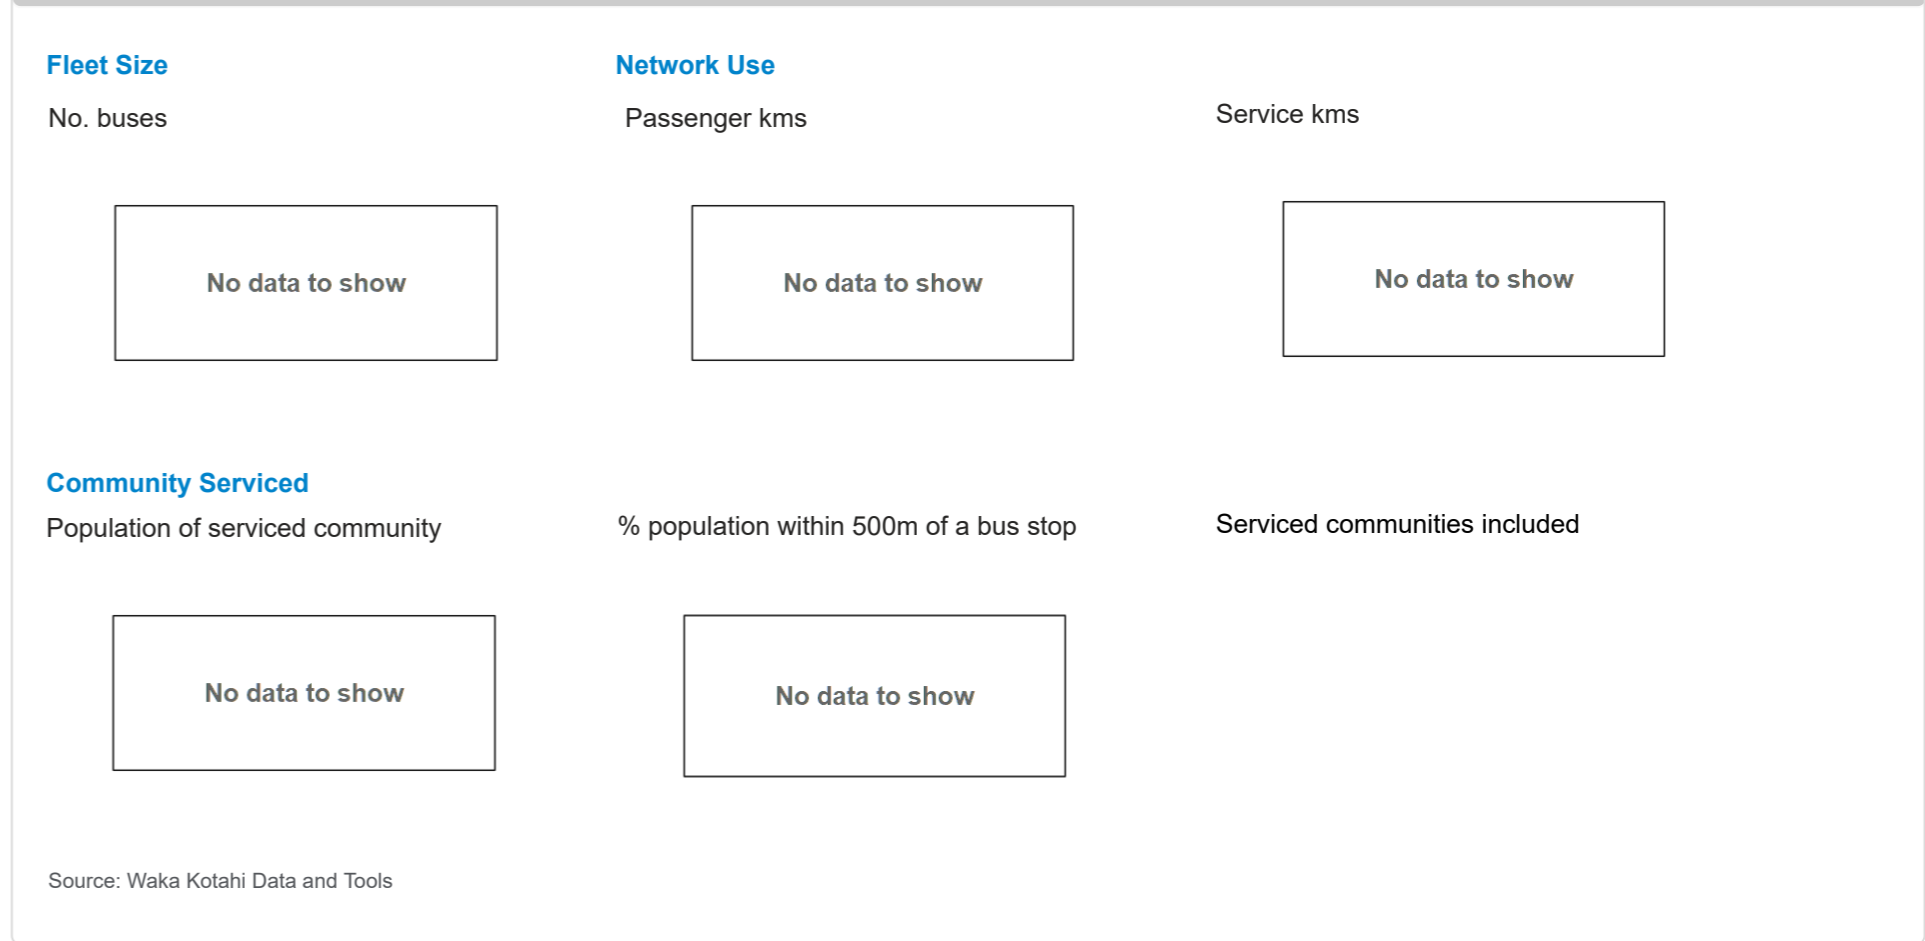 Fleet Size
No. buses
No data to show
Network Use
Passenger kms
No data to show
Service kms
No data to show
Community Serviced
Population of serviced community
No data to show
% population within 500m of a bus stop
No data to show
Serviced communities included
Source: Waka Kotahi Data and Tools